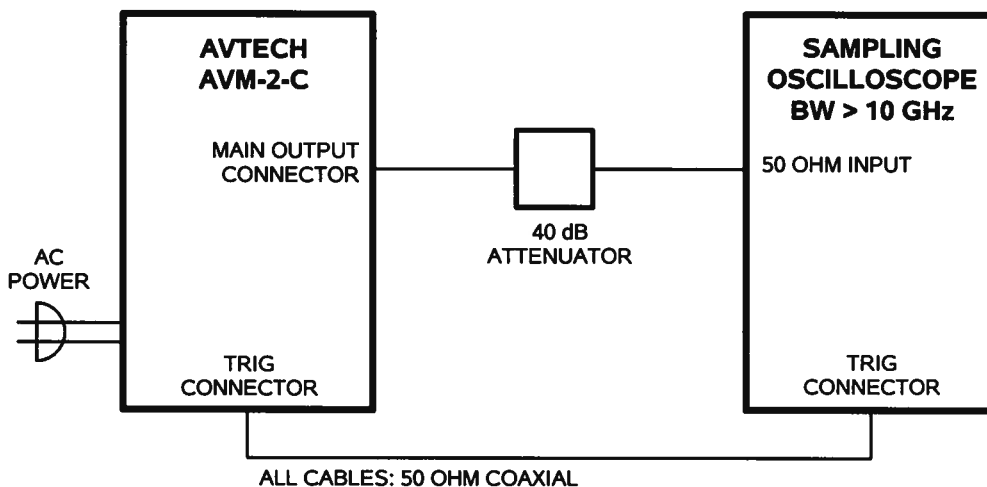 AVTECH
AVM-2-C
MAIN OUTPUT
CONNECTOR
AC
POWER
TRIG
CONNECTOR
40 dB
ATTENUATOR
SAMPLING
OSCILLOSCOPE
BW > 10 GHz
50 OHM INPUT
TRIG
CONNECTOR
ALL CABLES: 50 OHM COAXIAL